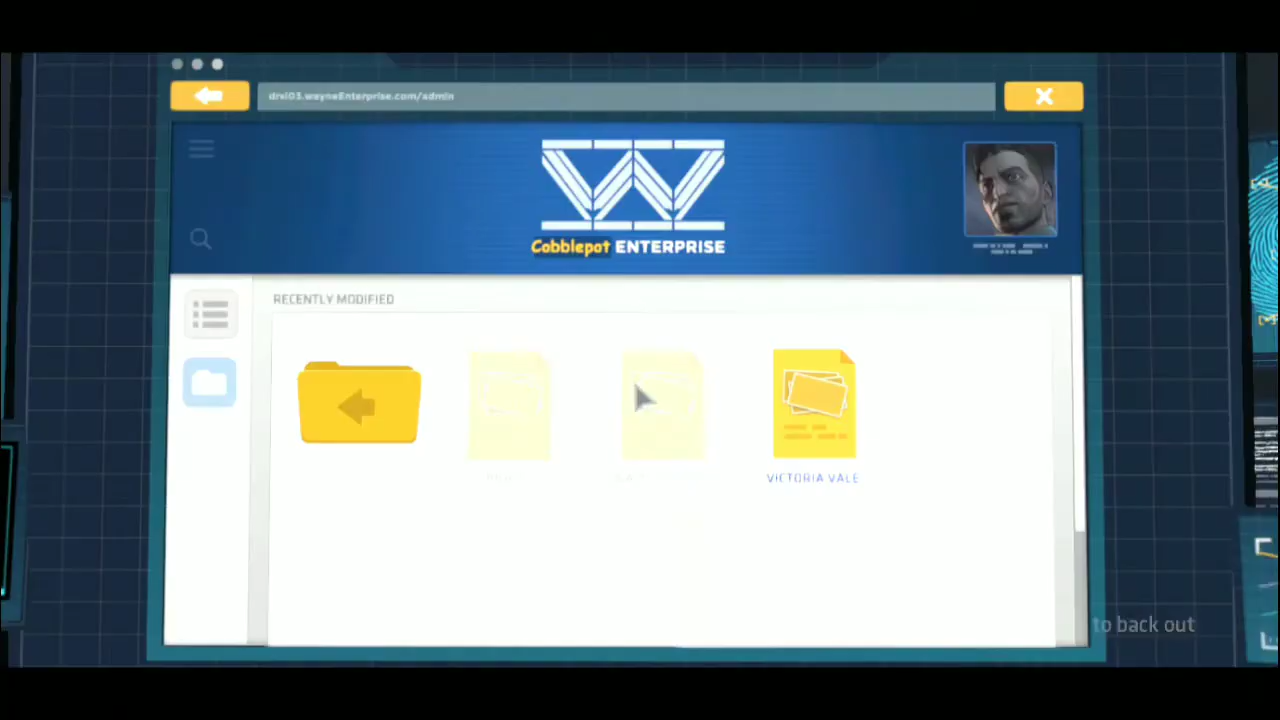 drvl03.wayneEnterprise.com/admin
Cobblepot ENTERPRISE
RECENTLY MODIFIED
VICTORIA VALE
to back out